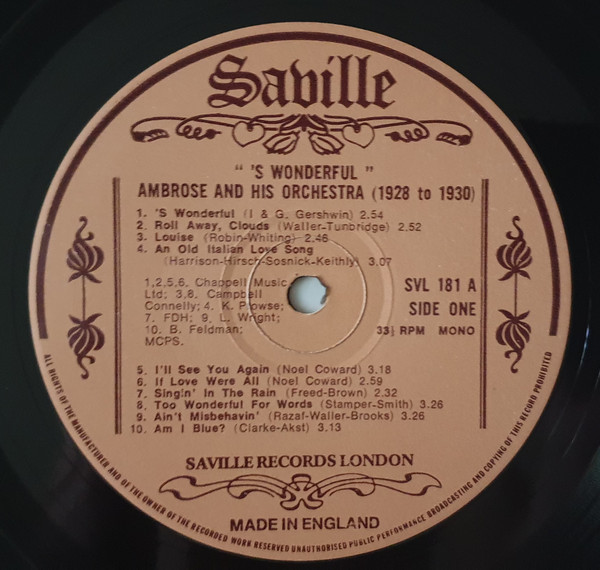 Saville
" 'S WONDERFUL "
AMBROSE AND HIS ORCHESTRA (1928 to 1930)
1. 'S Wonderful (I & G. Gershwin) 2.54
2. Roll Away, Clouds (Waller-Tunbridge) 2.52
3. Louise (Robin-Whiting) 2.46
4. An Old Italian Love Song
(Harrison-Hirsch-Sosnick-Keithly) 3.07
1,2,5,6. Chappell Music
Ltd; 3,8. Campbell
Connelly; 4. K. Prowse;
7. FDH; 9. L. Wright;
10. B. Feldman;
MCPS.
SVL 181 A
SIDE ONE
33⅓ RPM MONO
5. I'll See You Again (Noel Coward) 3.18
6. If Love Were All (Noel Coward) 2.59
7. Singin' In The Rain (Freed-Brown) 2.32
8. Too Wonderful For Words (Stamper-Smith) 3.26
9. Ain't Misbehavin' (Razaf-Waller-Brooks) 3.26
10. Am I Blue? (Clarke-Akst) 3.13
SAVILLE RECORDS LONDON
MADE IN ENGLAND
ALL RIGHTS OF THE MANUFACTURER AND OF THE OWNER OF THE RECORDED WORK RESERVED UNAUTHORISED PUBLIC PERFORMANCE BROADCASTING AND COPYING OF THIS RECORD PROHIBITED